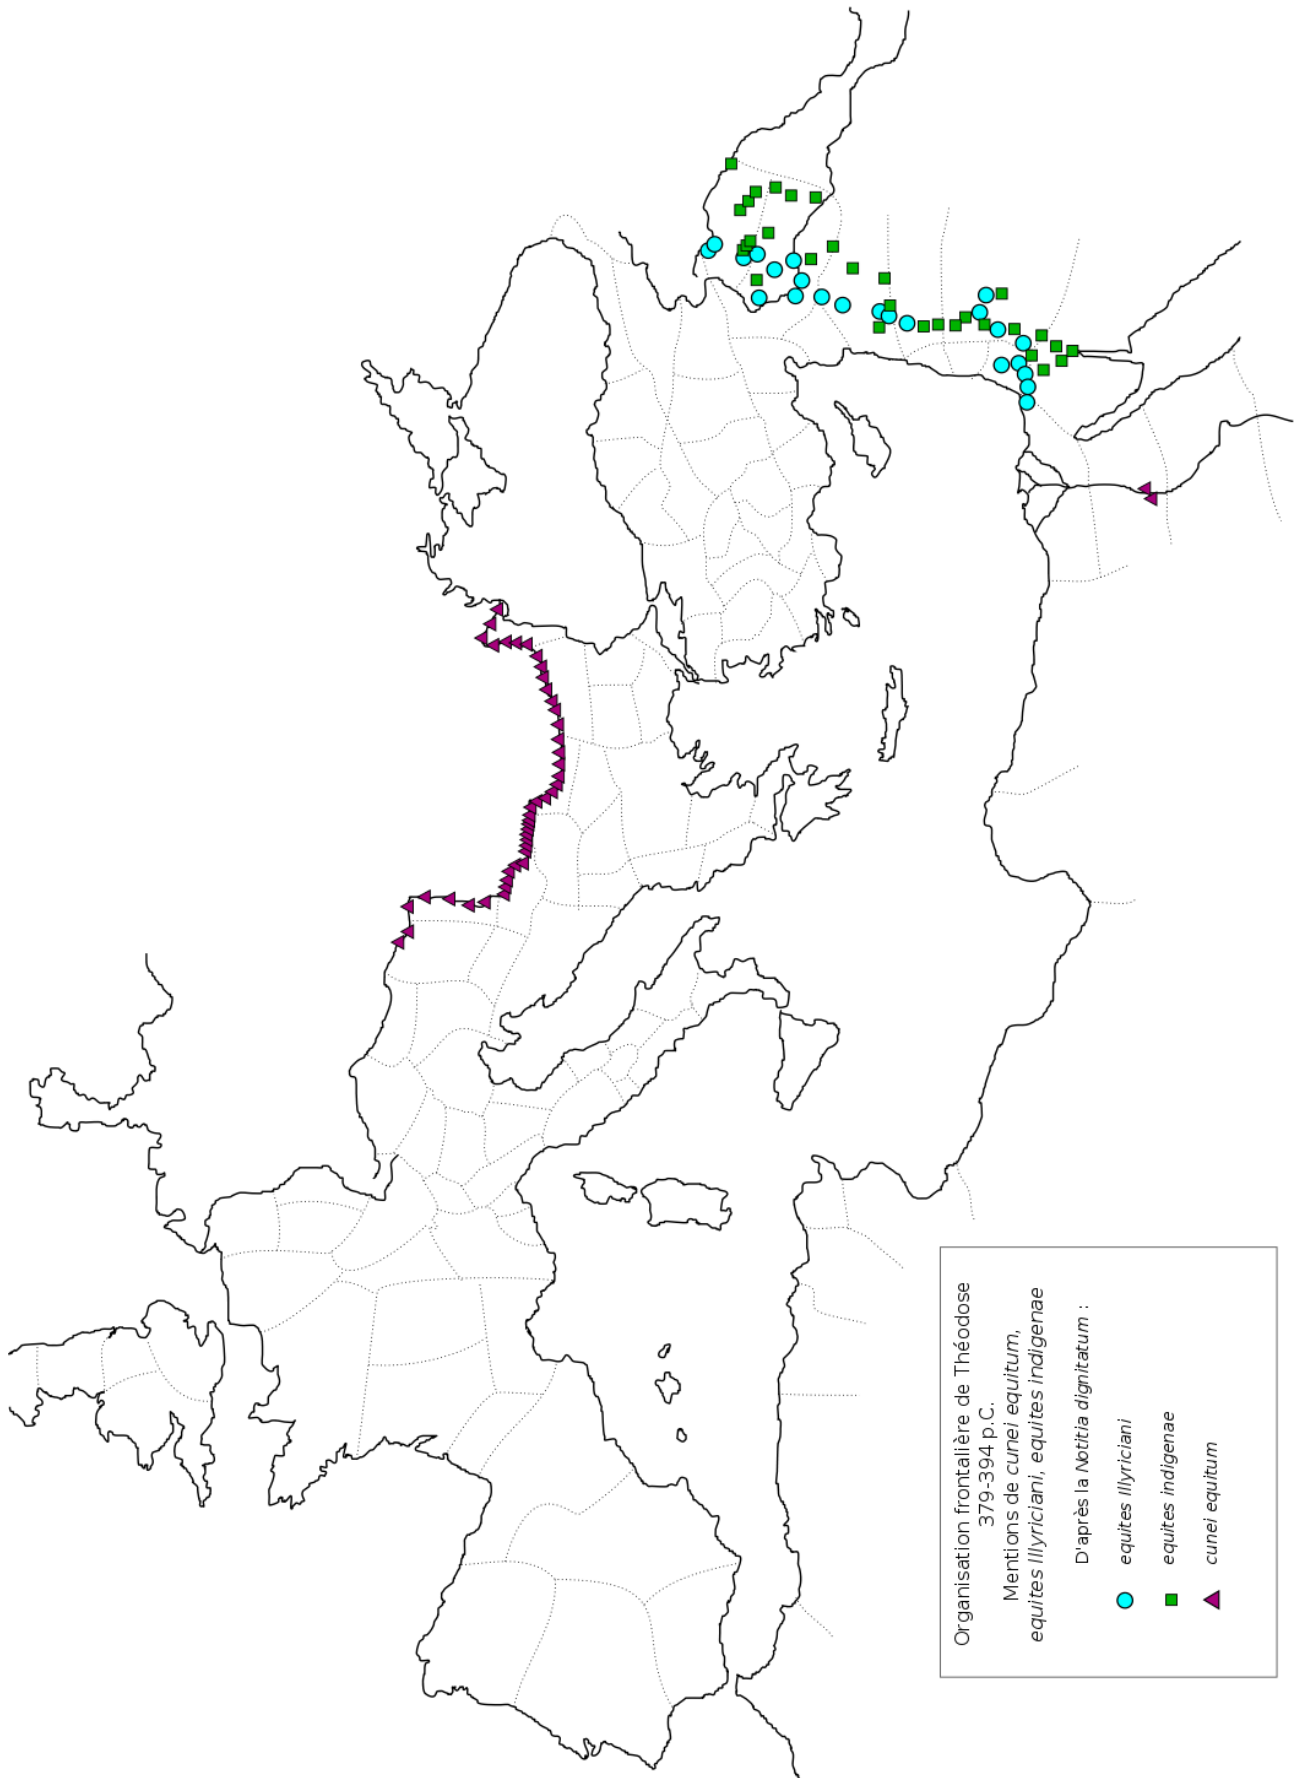 Organisation frontalière de Théodose
379-394 p.C.
Mentions de cunei equitum,
equites Illyriciani, equites indigenae
D'après la Notitia dignitatum :
equites Illyriciani
equites indigenae
cunei equitum